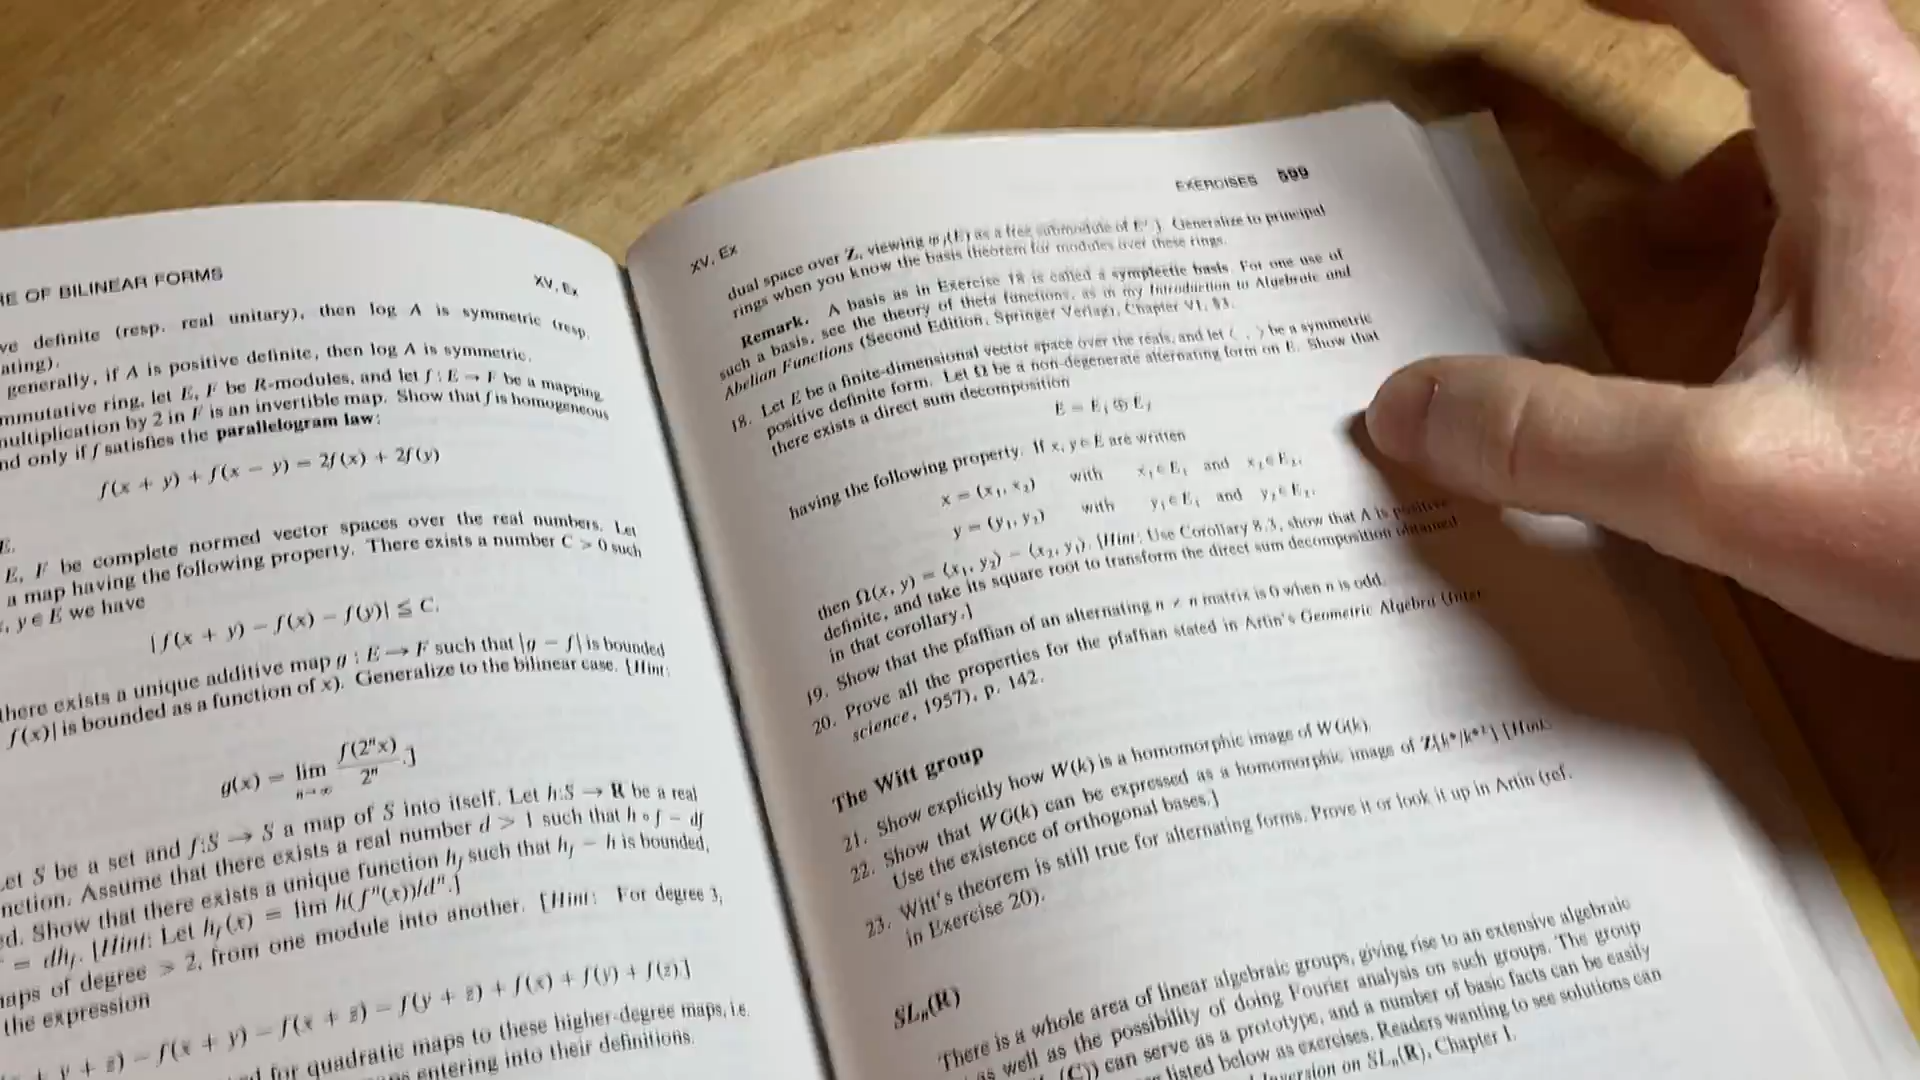 RE OF BILINEAR FORMS
XV, Ex
ve definite (resp. real unitary), then log A is symmetric (resp.
ating).
generally, if A is positive definite, then log A is symmetric.
mmutative ring, let E, F be R-modules, and let f : E → F be a mapping.
multiplication by 2 in F is an invertible map. Show that f is homogeneous
nd only if f satisfies the parallelogram law:
f(x + y) + f(x − y) = 2f(x) + 2f(y)
E.
E, F be complete normed vector spaces over the real numbers. Let
a map having the following property. There exists a number C > 0 such
, y ∈ E we have
|f(x + y) − f(x) − f(y)| ≦ C.
there exists a unique additive map g : E → F such that |g − f| is bounded
f(x)| is bounded as a function of x). Generalize to the bilinear case. [Hint:
g(x) = lim n→∞ f(2ⁿx)/2ⁿ .]
et S be a set and f:S → S a map of S into itself. Let h:S → R be a real
nction. Assume that there exists a real number d > 1 such that h ∘ f − df
ed. Show that there exists a unique function h_f such that h_f − h is bounded,
= dh_f. [Hint: Let h_f(x) = lim h(fⁿ(x))/dⁿ.]
maps of degree > 2, from one module into another. [Hint: For degree 3,
the expression
+ y + z) − f(x + y) − f(x + z) − f(y + z) + f(x) + f(y) + f(z).]
d for quadratic maps to these higher-degree maps, i.e.
entering into their definitions.
XV, Ex
EXERCISES 599
dual space over Z, viewing as a free submodule of E′.] Generalize to principal
rings when you know the basis theorem for modules over these rings.
Remark. A basis as in Exercise 18 is called a symplectic basis. For one use of
such a basis, see the theory of theta functions, as in my Introduction to Algebraic and
Abelian Functions (Second Edition, Springer Verlag), Chapter VI, §3.
18. Let E be a finite-dimensional vector space over the reals, and let ⟨ , ⟩ be a symmetric
positive definite form. Let Ω be a non-degenerate alternating form on E. Show that
there exists a direct sum decomposition
E = E₁ ⊕ E₂
having the following property. If x, y ∈ E are written
x = (x₁, x₂) with x₁ ∈ E₁ and x₂ ∈ E₂,
y = (y₁, y₂) with y₁ ∈ E₁ and y₂ ∈ E₂,
then Ω(x, y) = ⟨x₁, y₂⟩ − ⟨x₂, y₁⟩. [Hint: Use Corollary 8.3, show that A is positive
definite, and take its square root to transform the direct sum decomposition obtained
in that corollary.]
19. Show that the pfaffian of an alternating n × n matrix is 0 when n is odd.
20. Prove all the properties for the pfaffian stated in Artin's Geometric Algebra (Inter-
science, 1957), p. 142.
The Witt group
21. Show explicitly how W(k) is a homomorphic image of WG(k).
22. Show that WG(k) can be expressed as a homomorphic image of Z[k*/k*²] [Hint:
Use the existence of orthogonal bases.]
23. Witt's theorem is still true for alternating forms. Prove it or look it up in Artin (ref.
in Exercise 20).
SLₙ(R)
There is a whole area of linear algebraic groups, giving rise to an extensive algebraic
as well as the possibility of doing Fourier analysis on such groups. The group
(C)) can serve as a prototype, and a number of basic facts can be easily
listed below as exercises. Readers wanting to see solutions can
Inversion on SLₙ(R), Chapter I.